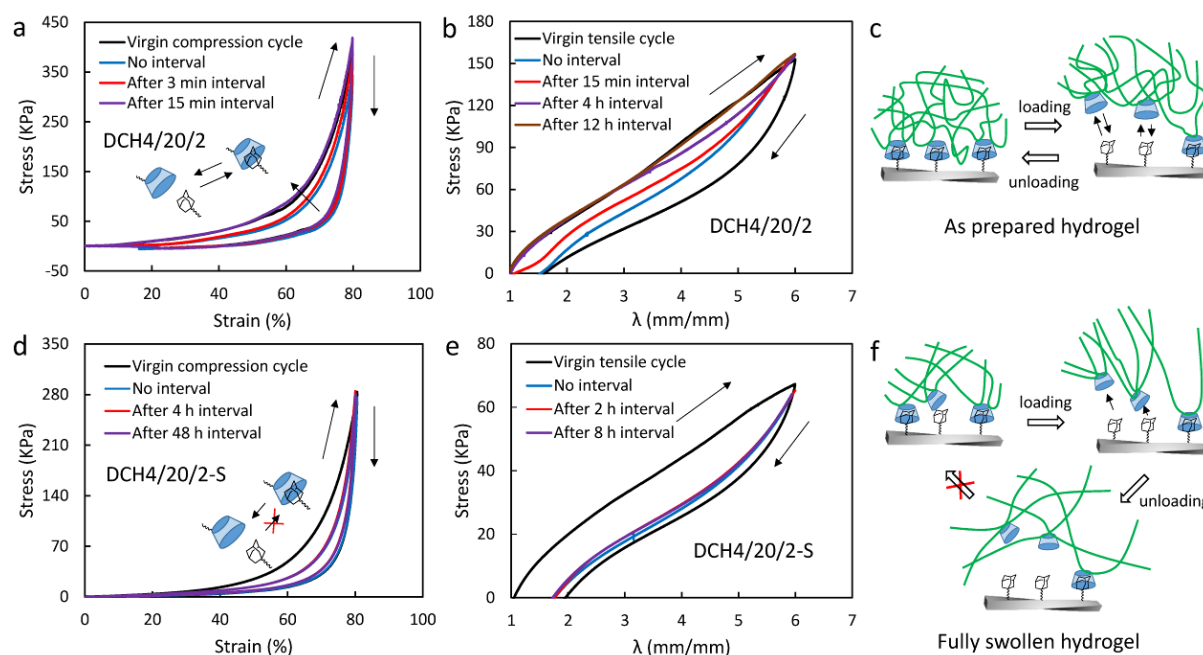 a
450
350
250
150
50
-50
Stress (KPa)
Virgin compression cycle
No interval
After 3 min interval
After 15 min interval
DCH4/20/2
0 20 40 60 80 100
Strain (%)
b
180
150
120
90
60
30
0
Stress (KPa)
Virgin tensile cycle
No interval
After 15 min interval
After 4 h interval
After 12 h interval
DCH4/20/2
1 2 3 4 5 6 7
λ (mm/mm)
c
loading
unloading
As prepared hydrogel
d
350
280
210
140
70
0
Stress (KPa)
Virgin compression cycle
No interval
After 4 h interval
After 48 h interval
DCH4/20/2-S
0 20 40 60 80 100
Strain (%)
e
80
60
40
20
0
Stress (KPa)
Virgin tensile cycle
No interval
After 2 h interval
After 8 h interval
DCH4/20/2-S
1 2 3 4 5 6 7
λ (mm/mm)
f
loading
unloading
Fully swollen hydrogel